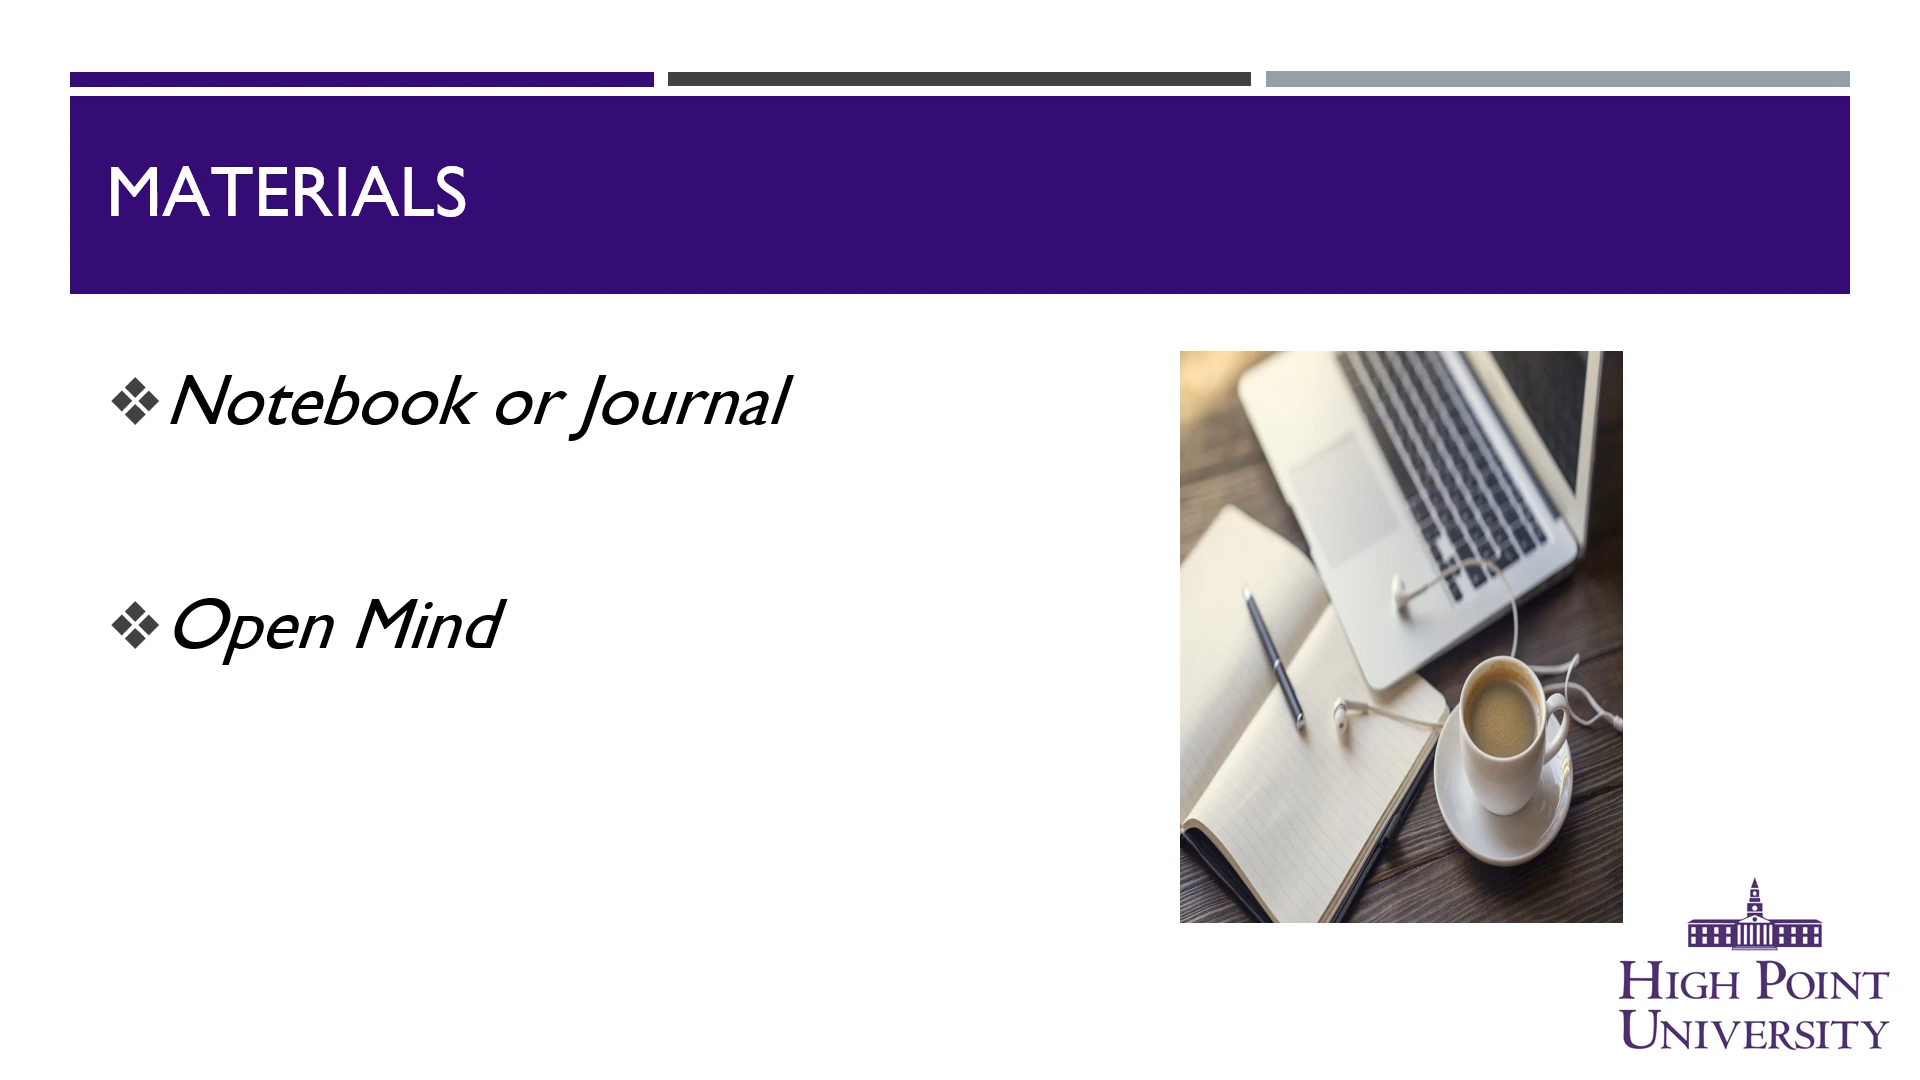 MATERIALS
Notebook or Journal
Open Mind
HIGH POINT
UNIVERSITY